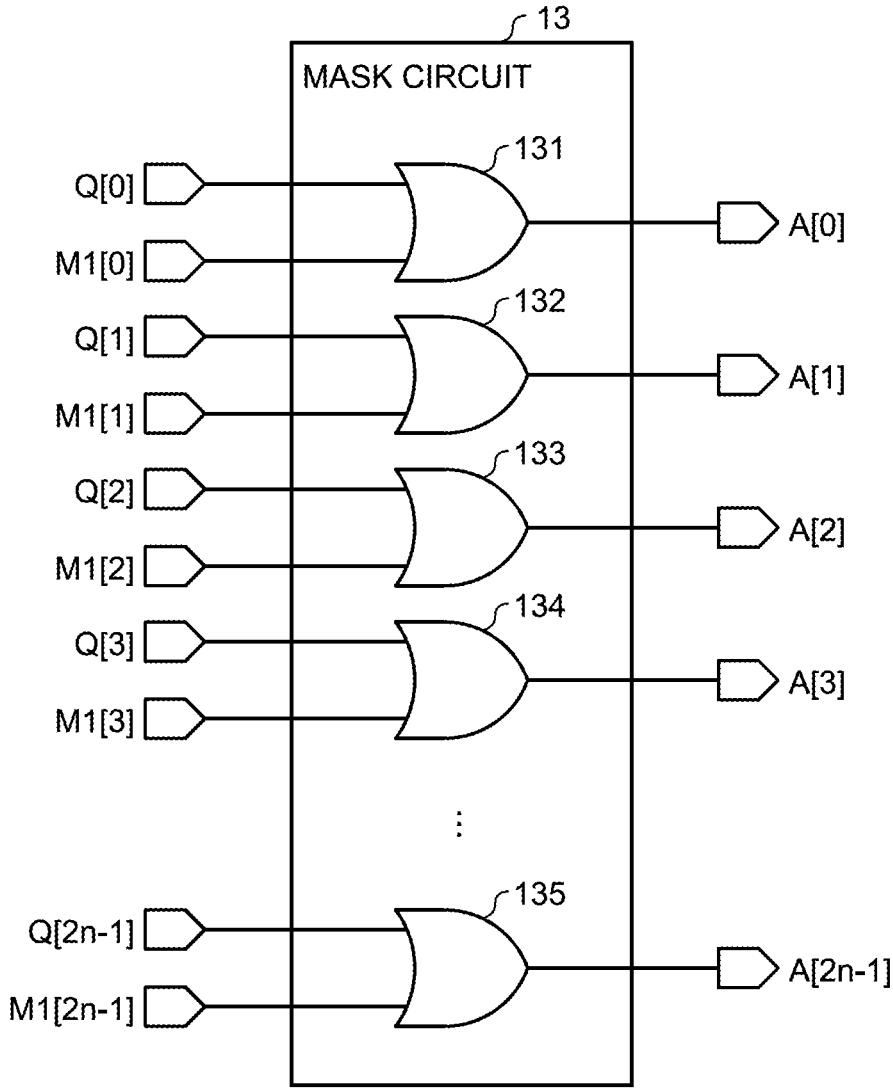 13
MASK CIRCUIT
131
Q[0]
A[0]
M1[0]
132
Q[1]
A[1]
M1[1]
133
Q[2]
A[2]
M1[2]
134
Q[3]
A[3]
M1[3]
⋮
135
Q[2n-1]
A[2n-1]
M1[2n-1]